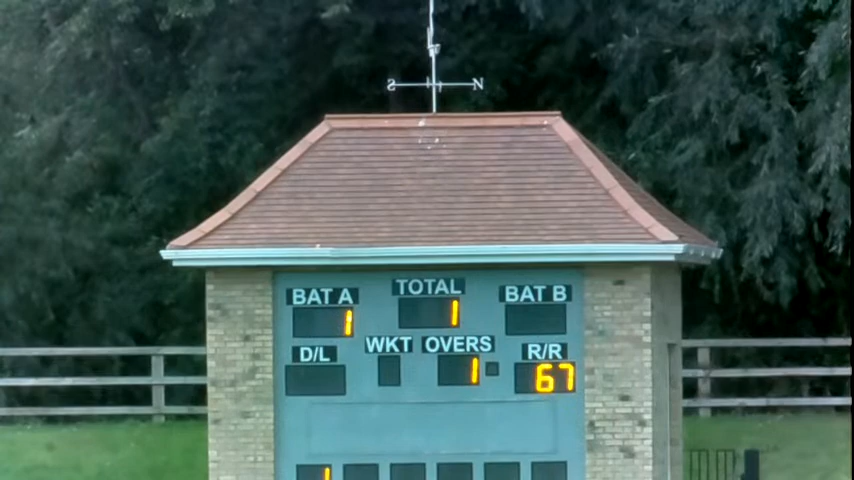 S N
BAT A TOTAL BAT B
1 1
D/L WKT OVERS R/R
1 67
1